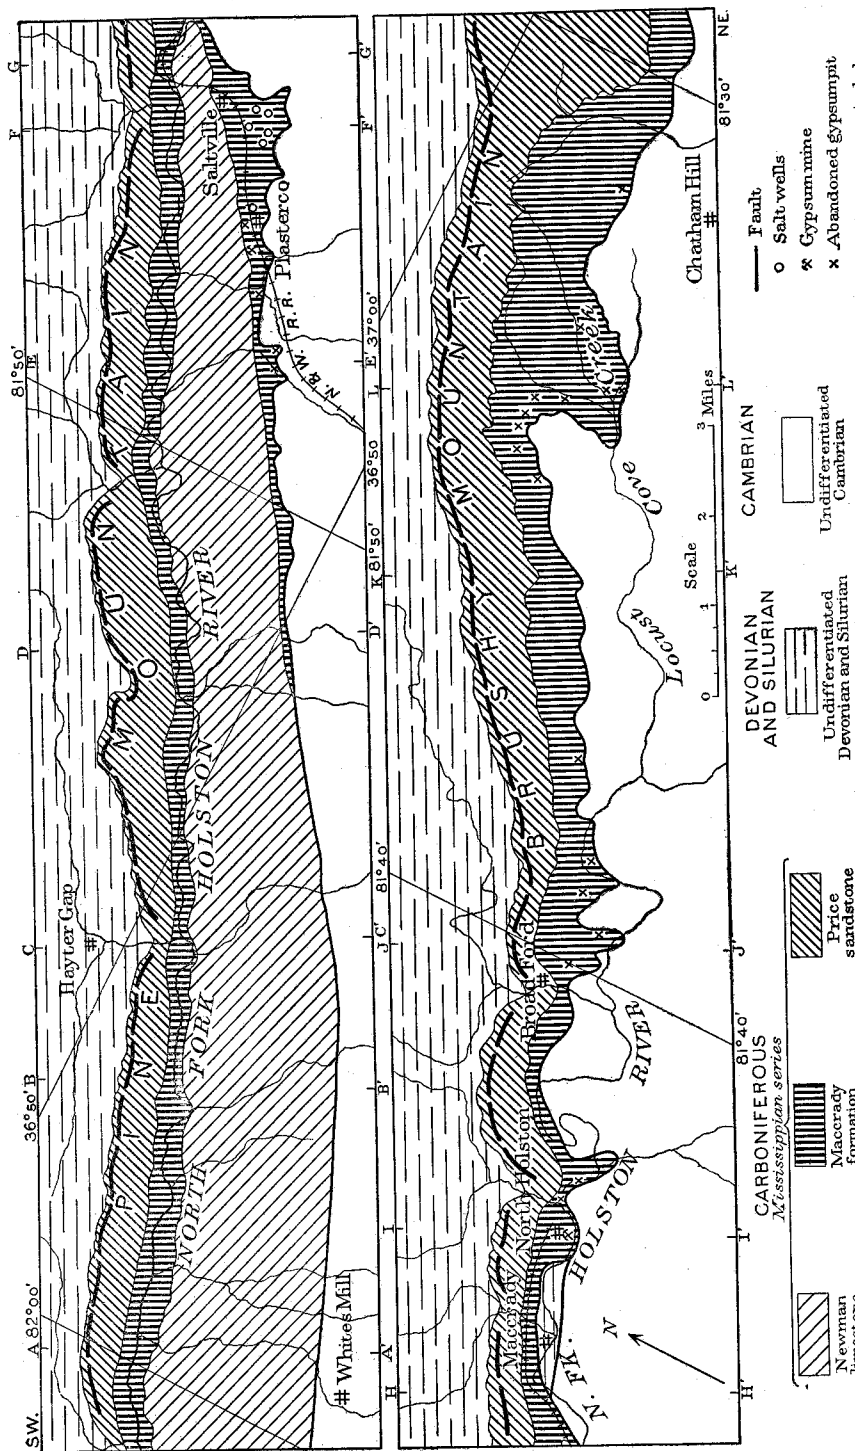 SW.
A 82°00′
36°50′ B
C
D
81°50′
E
F
G
Hayter Gap
PINE MOUNTAIN
Saltville
Plasterco
N. & W. R. R.
NORTH FORK HOLSTON RIVER
Whites Mill
A′
B′
C′
D′
E′
F′
G′
36°50
81°50′
37°00′
H
I
J
81°40′
K
L
Maccrady
North Holston
Broad Ford
BRUSHY MOUNTAIN
N. FK. HOLSTON RIVER
Locust Cove Creek
Chatham Hill
NE.
N
H′
I′
81°40′
J′
K′
L′
81°30′
Scale
0 1 2 3 Miles
CARBONIFEROUS
Mississippian series
DEVONIAN
AND SILURIAN
CAMBRIAN
Newman
limestone
Maccrady
formation
Price
sandstone
Undifferentiated
Devonian and Silurian
Undifferentiated
Cambrian
Fault
Salt wells
Gypsum mine
Abandoned gypsum pit